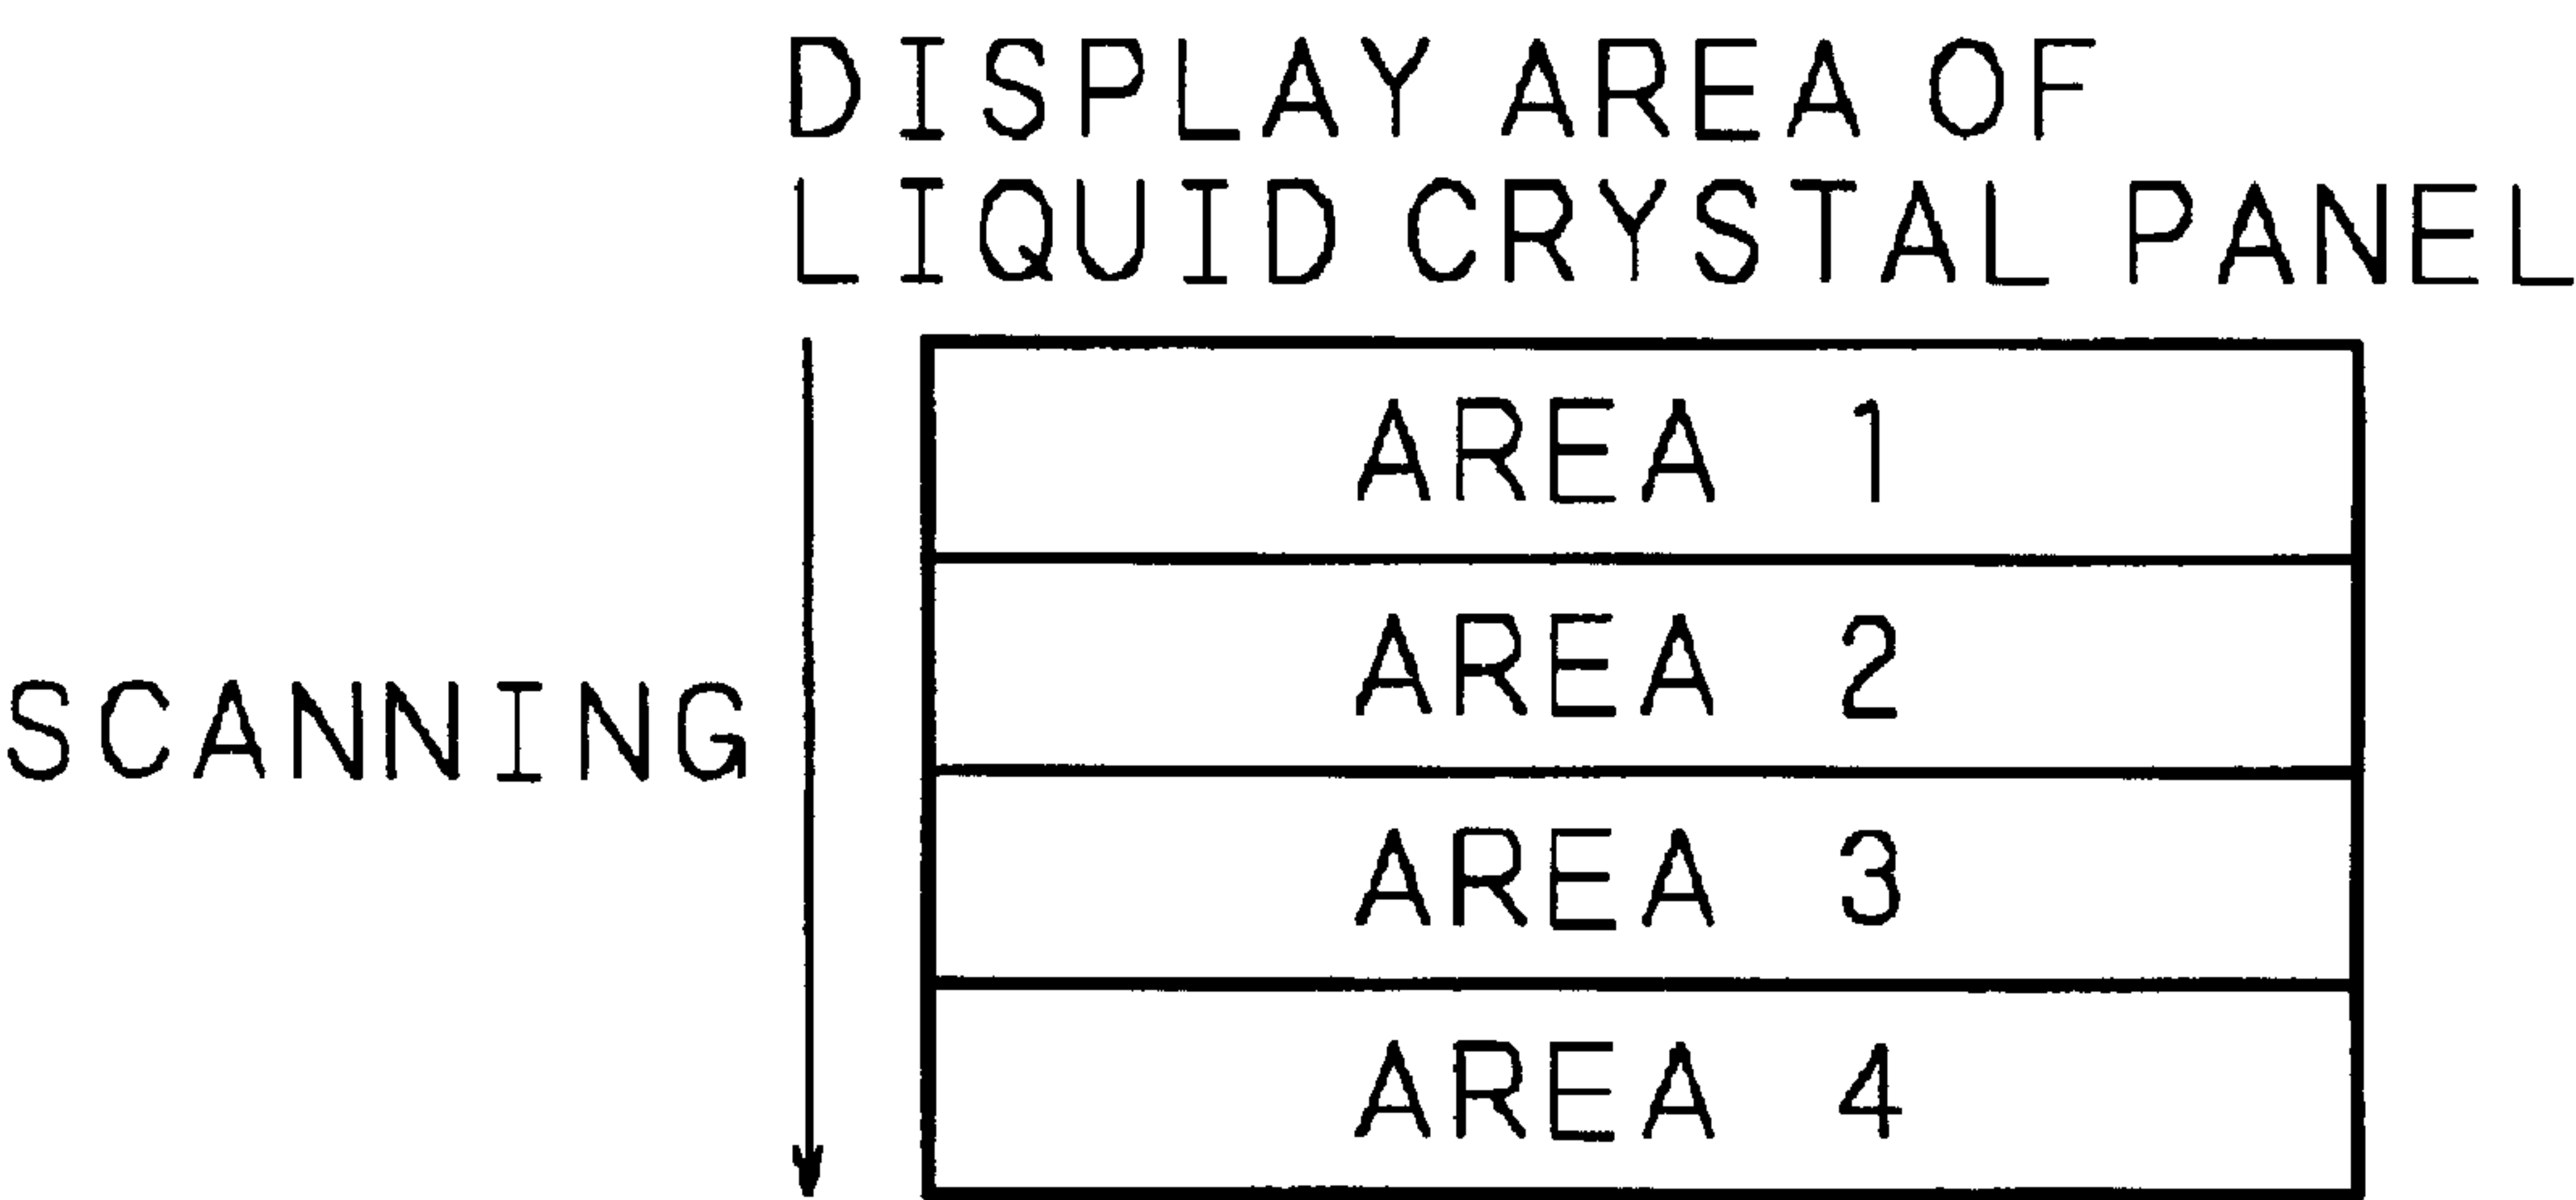 DISPLAY AREA OF
LIQUID CRYSTAL PANEL
AREA 1
AREA 2
SCANNING
AREA 3
AREA 4